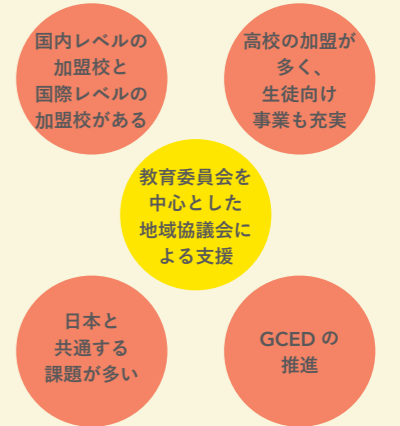 国内レベルの
加盟校と
国際レベルの
加盟校がある
高校の加盟が
多く、
生徒向け
事業も充実
教育委員会を
中心とした
地域協議会に
よる支援
日本と
共通する
課題が多い
GCED の
推進